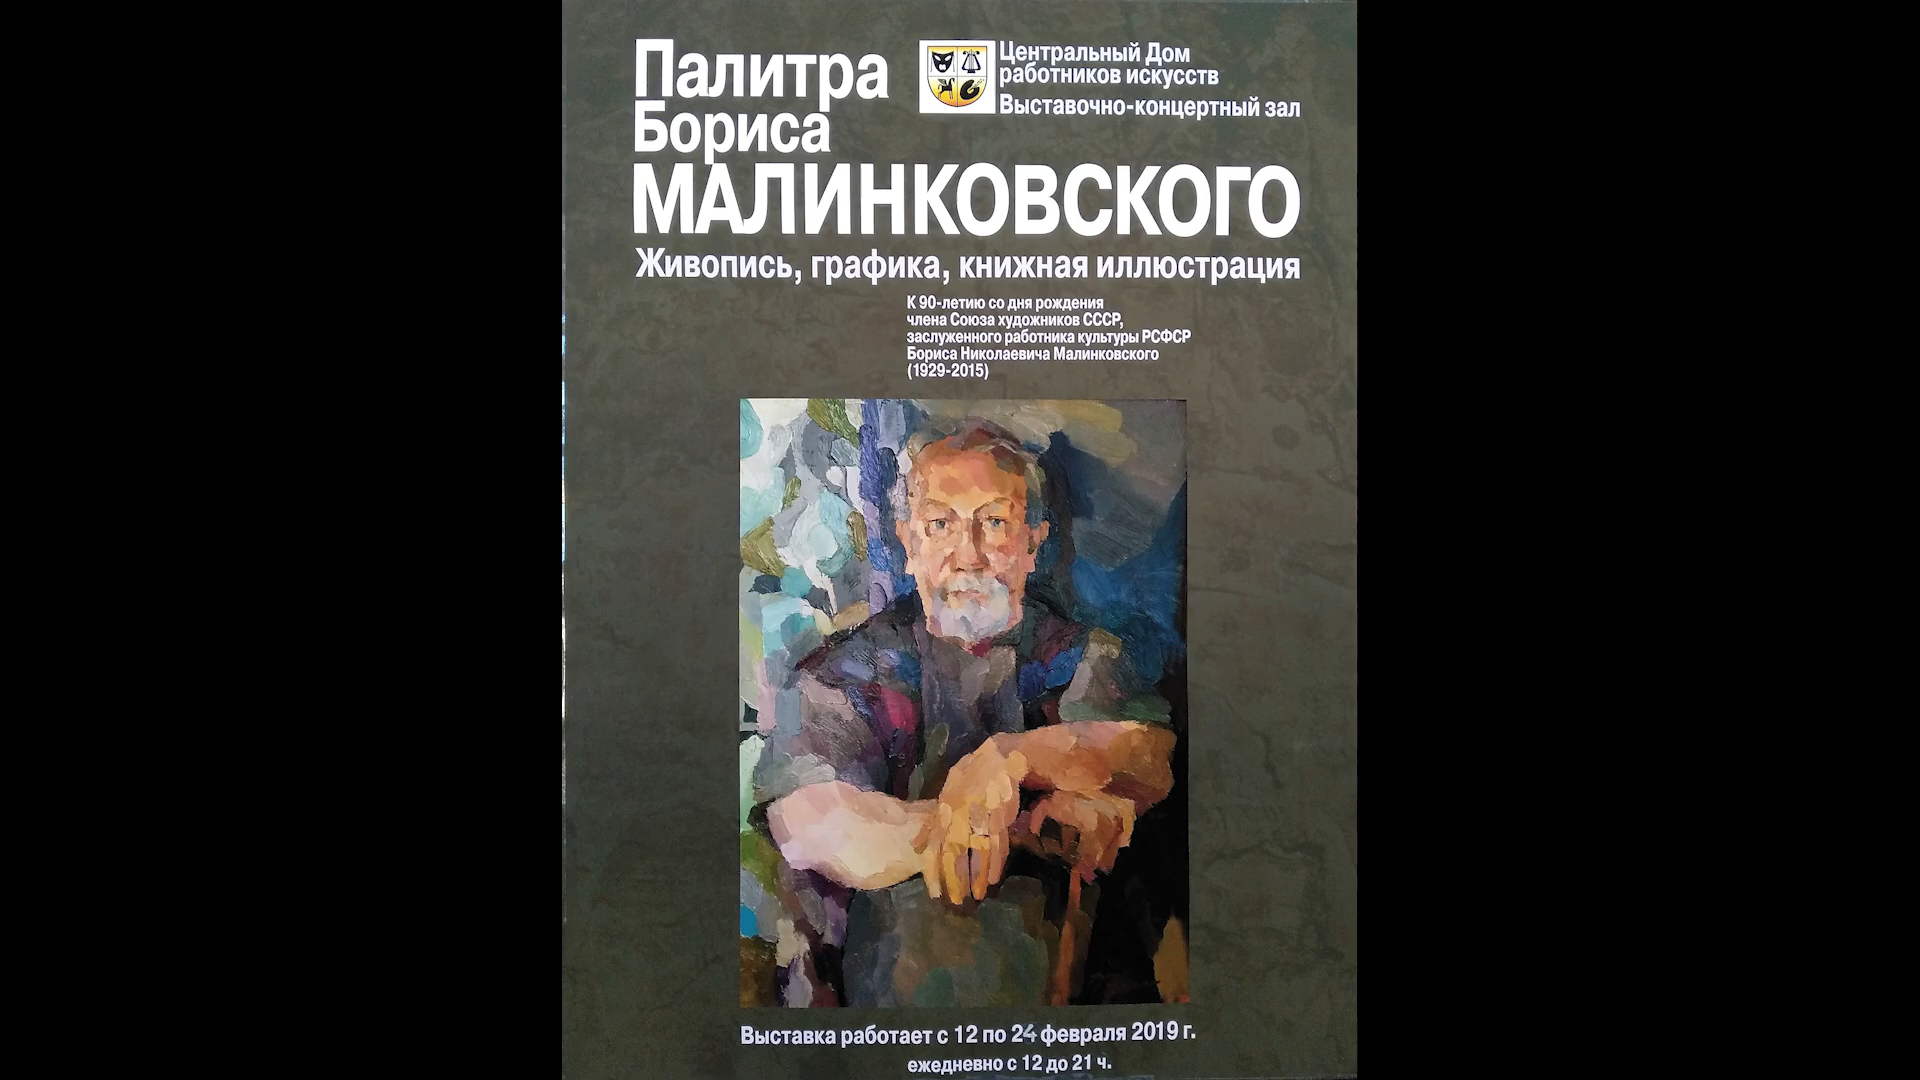 Палитра
Бориса
МАЛИНКОВСКОГО
Центральный Дом
работников искусств
Выставочно-концертный зал
Живопись, графика, книжная иллюстрация
К 90-летию со дня рождения
члена Союза художников СССР,
заслуженного работника культуры РСФСР
Бориса Николаевича Малинковского
(1929-2015)
Выставка работает с 12 по 24 февраля 2019 г.
ежедневно с 12 до 21 ч.